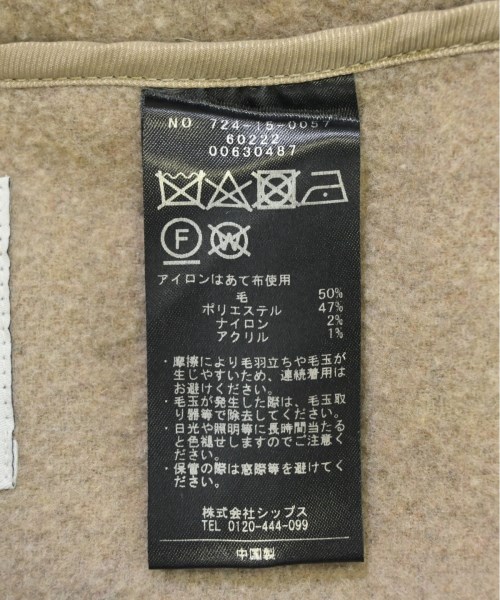 NO 724-15-0057
60222
00630487
F W
アイロンはあて布使用
毛 50%
ポリエステル 47%
ナイロン 2%
アクリル 1%
・摩擦により毛羽立ちや毛玉が
生じやすいため、連続着用は
お避けください。
・毛玉が発生した際は、毛玉取
り器等で除去してください。
・日光や照明等に長時間当たる
と色褪せしますのでご注意く
ださい。
・保管の際は窓際等を避けてく
ださい。
株式会社シップス
TEL 0120-444-099
中国製